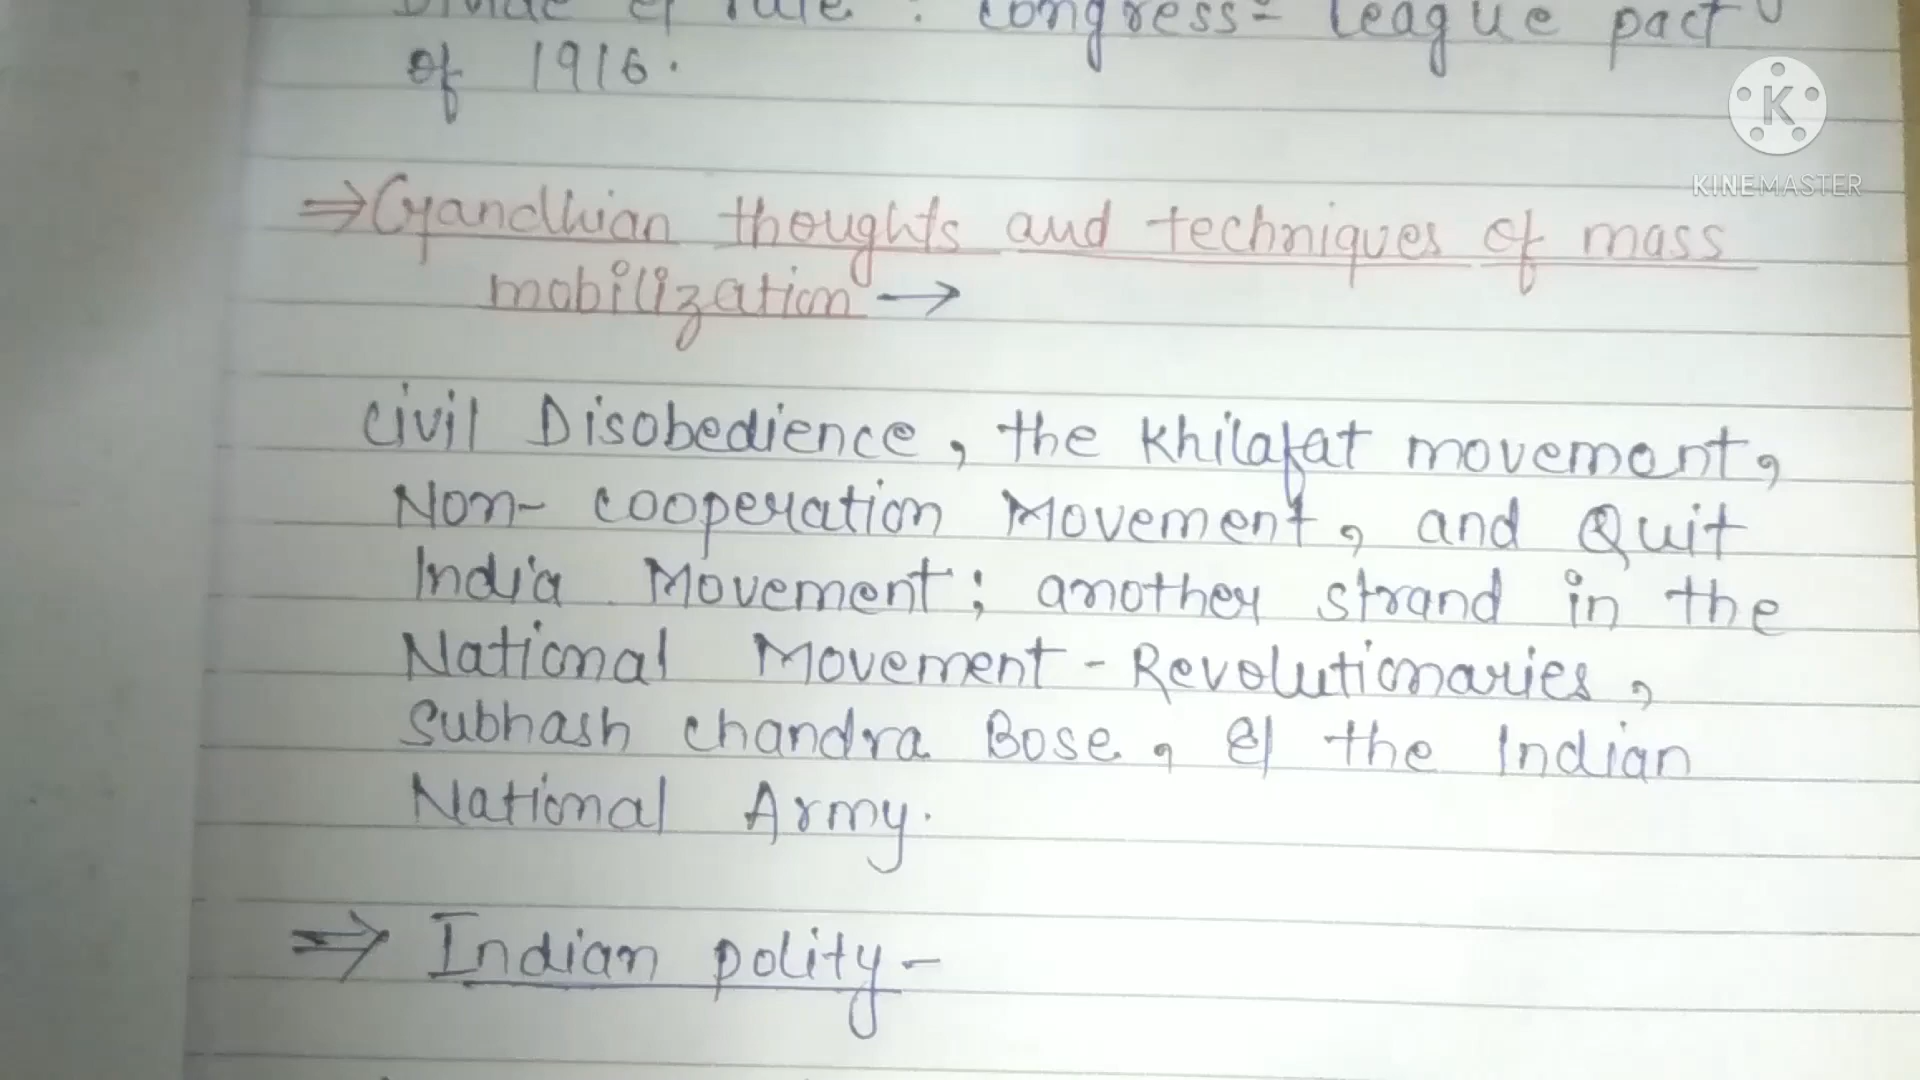 Divide & rule : Congress- League pact
of 1916.
⇒ Gandhian thoughts and techniques of mass
mobilization →
Civil Disobedience, the Khilafat movement,
Non- Cooperation Movement, and Quit
India Movement; another strand in the
National Movement - Revolutionaries,
Subhash Chandra Bose, & the Indian
National Army.
⇒ Indian polity -
K
KINEMASTER